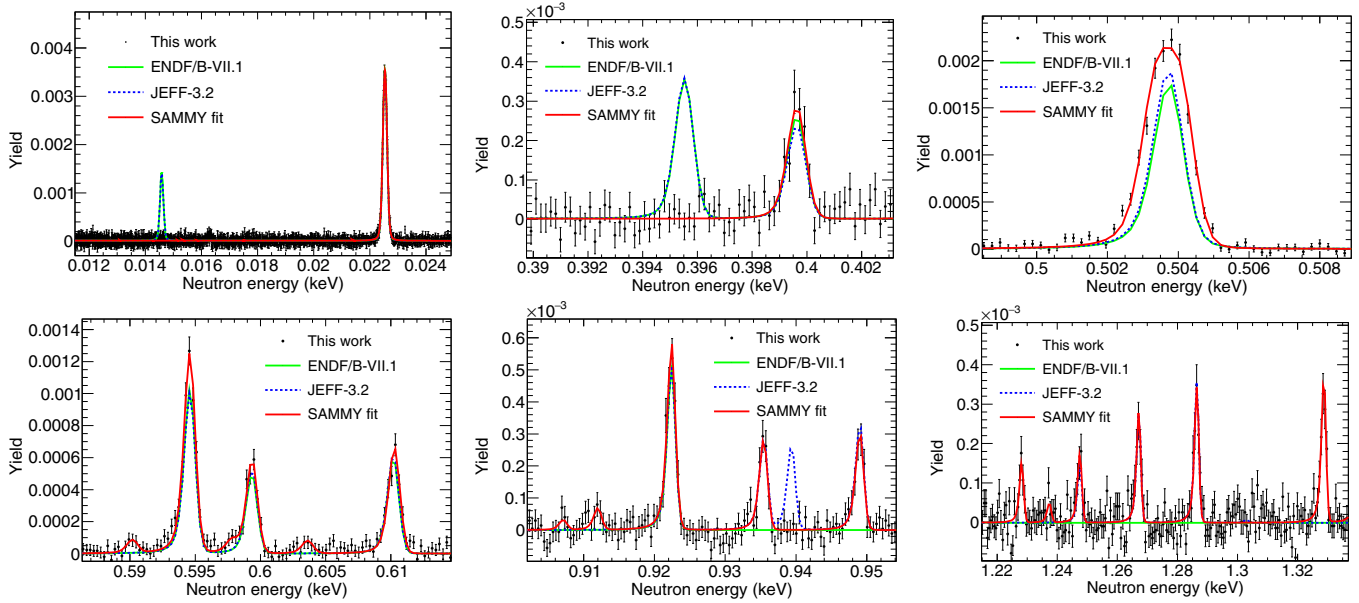 0.004
0.003
0.002
0.001
0
Yield
This work
ENDF/B-VII.1
JEFF-3.2
SAMMY fit
0.012 0.014 0.016 0.018 0.02 0.022 0.024
Neutron energy (keV)
×10⁻³
0.5
0.4
0.3
0.2
0.1
0
Yield
This work
ENDF/B-VII.1
JEFF-3.2
SAMMY fit
0.39 0.392 0.394 0.396 0.398 0.4 0.402
Neutron energy (keV)
0.002
0.0015
0.001
0.0005
0
Yield
This work
ENDF/B-VII.1
JEFF-3.2
SAMMY fit
0.5 0.502 0.504 0.506 0.508
Neutron energy (keV)
0.0014
0.0012
0.001
0.0008
0.0006
0.0004
0.0002
0
Yield
This work
ENDF/B-VII.1
JEFF-3.2
SAMMY fit
0.59 0.595 0.6 0.605 0.61
Neutron energy (keV)
×10⁻³
0.6
0.4
0.2
0
Yield
This work
ENDF/B-VII.1
JEFF-3.2
SAMMY fit
0.91 0.92 0.93 0.94 0.95
Neutron energy (keV)
×10⁻³
0.5
0.4
0.3
0.2
0.1
0
Yield
This work
ENDF/B-VII.1
JEFF-3.2
SAMMY fit
1.22 1.24 1.26 1.28 1.3 1.32
Neutron energy (keV)